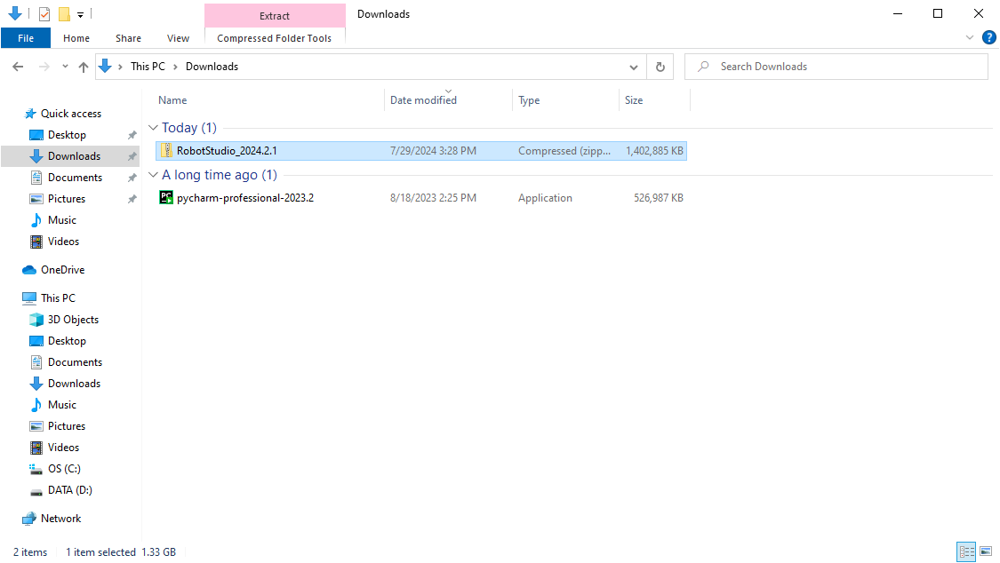 Extract
Downloads
File
Home
Share
View
Compressed Folder Tools
?
This PC > Downloads
Search Downloads
Name
Date modified
Type
Size
Quick access
Desktop
Downloads
Documents
Pictures
Music
Videos
OneDrive
This PC
3D Objects
Desktop
Documents
Downloads
Music
Pictures
Videos
OS (C:)
DATA (D:)
Network
Today (1)
RobotStudio_2024.2.1 7/29/2024 3:28 PM Compressed (zipp... 1,402,885 KB
A long time ago (1)
PC pycharm-professional-2023.2 8/18/2023 2:25 PM Application 526,987 KB
2 items 1 item selected 1.33 GB